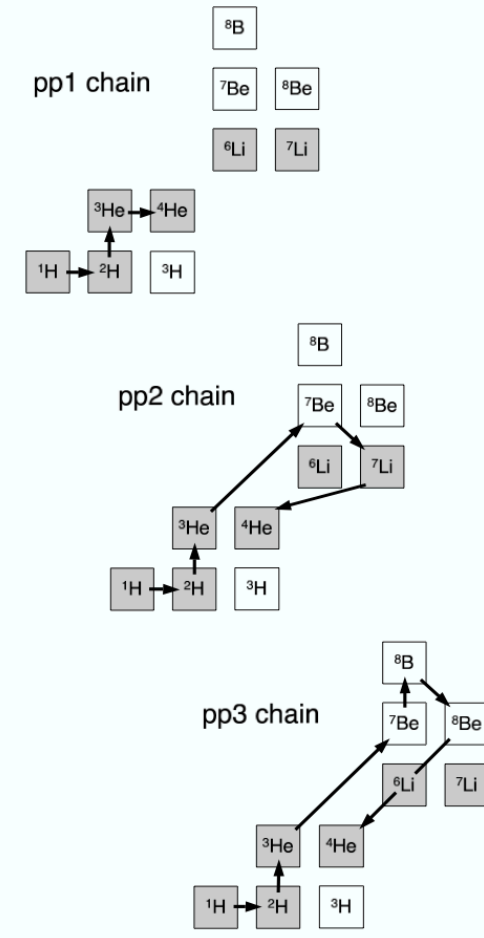 ⁸B
pp1 chain
⁷Be ⁸Be
⁶Li ⁷Li
³He ⁴He
¹H ²H ³H
⁸B
pp2 chain
⁷Be ⁸Be
⁶Li ⁷Li
³He ⁴He
¹H ²H ³H
⁸B
pp3 chain
⁷Be ⁸Be
⁶Li ⁷Li
³He ⁴He
¹H ²H ³H